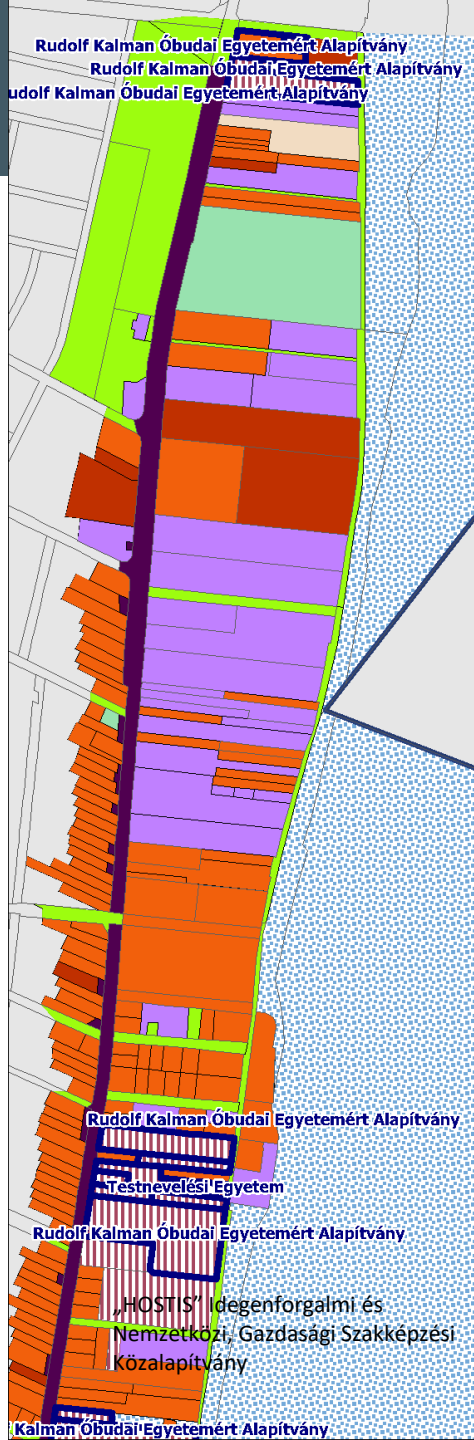 Rudolf Kalman Óbudai Egyetemért Alapítvány
Rudolf Kalman Óbudai Egyetemért Alapítvány
udolf Kalman Óbudai Egyetemért Alapítvány
Rudolf Kalman Óbudai Egyetemért Alapítvány
Testnevelési Egyetem
Rudolf Kalman Óbudai Egyetemért Alapítvány
„HOSTIS” Idegenforgalmi és
Nemzetközi, Gazdasági Szakképzési
Közalapítvány
Kalman Óbudai Egyetemért Alapítvány